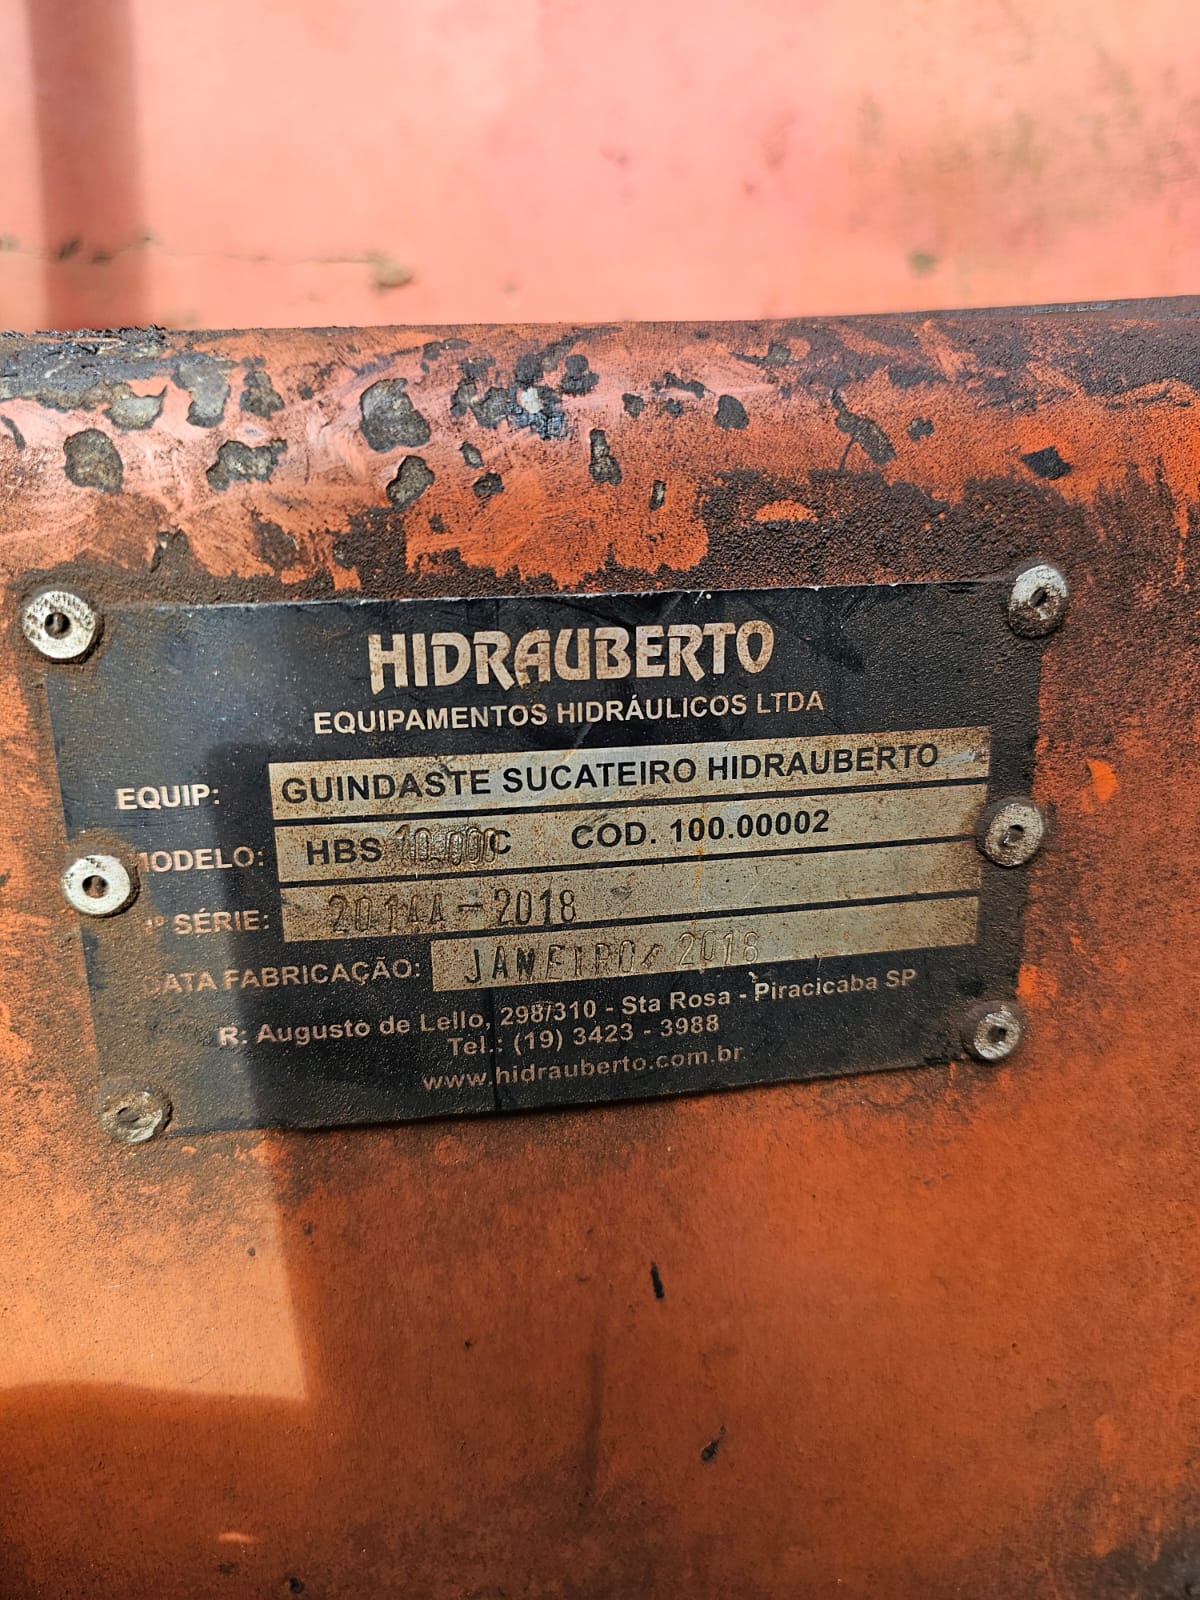 HIDRAUBERTO
EQUIPAMENTOS HIDRÁULICOS LTDA
EQUIP: GUINDASTE SUCATEIRO HIDRAUBERTO
MODELO: HBS 10.000C COD. 100.00002
Nº SÉRIE: 2014A-2018
DATA FABRICAÇÃO: JANEIRO/2018
R: Augusto de Lello, 298/310 - Sta Rosa - Piracicaba SP
Tel.: (19) 3423 - 3988
www.hidrauberto.com.br